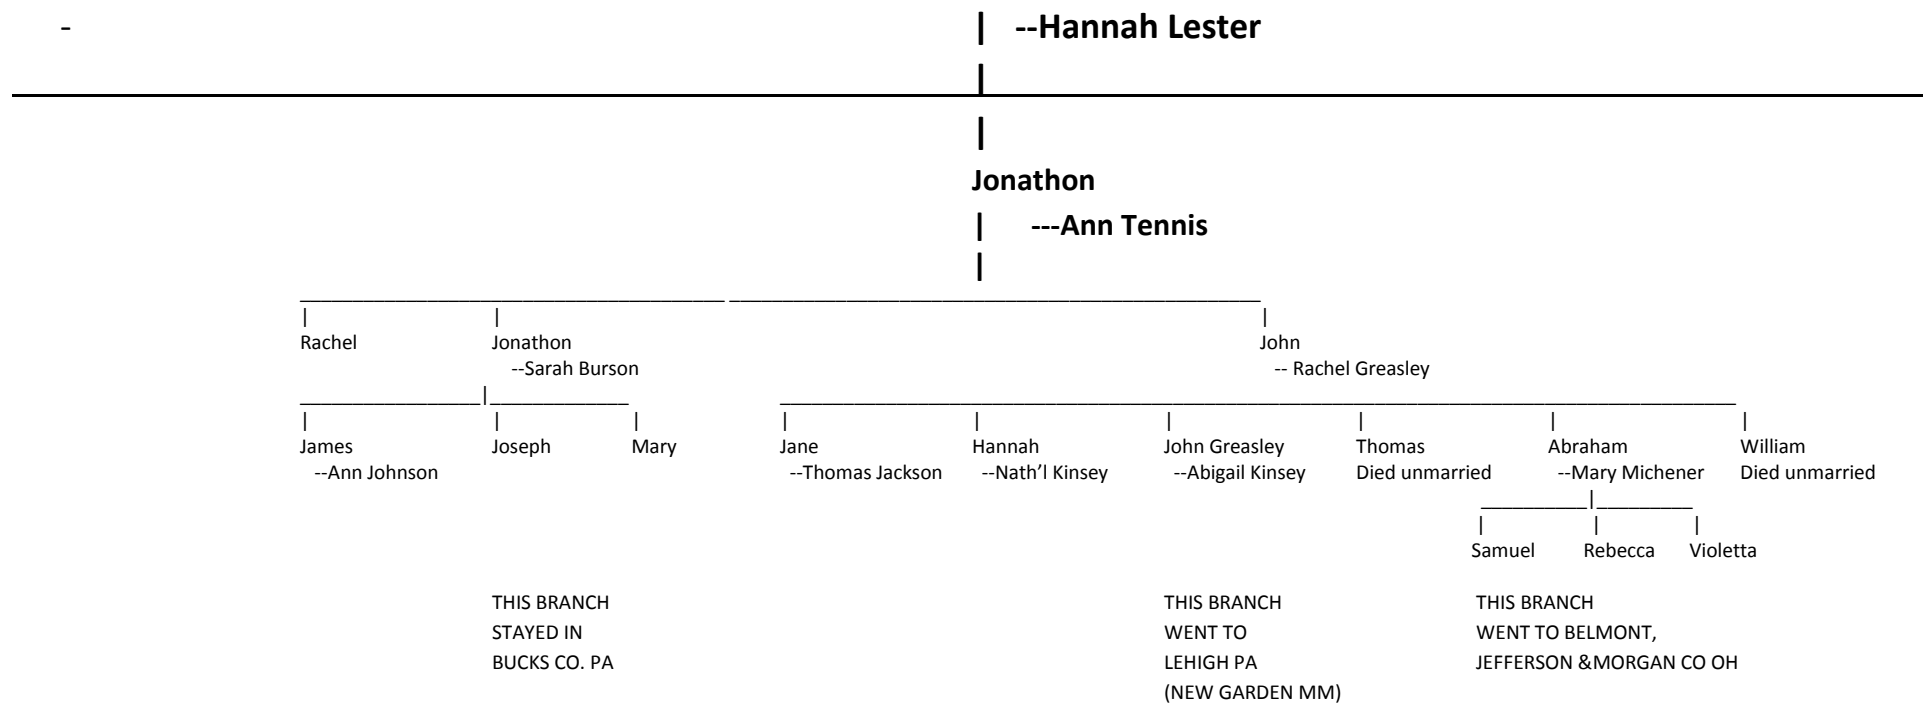 - | --Hannah Lester
|
|
Jonathon
| ---Ann Tennis
|
| | |
Rachel Jonathon John
--Sarah Burson -- Rachel Greasley
|
| | | | | | | | |
James Joseph Mary Jane Hannah John Greasley Thomas Abraham William
--Ann Johnson --Thomas Jackson --Nath’l Kinsey --Abigail Kinsey Died unmarried --Mary Michener Died unmarried
|
| | |
Samuel Rebecca Violetta
THIS BRANCH THIS BRANCH THIS BRANCH
STAYED IN WENT TO WENT TO BELMONT,
BUCKS CO. PA LEHIGH PA JEFFERSON &MORGAN CO OH
(NEW GARDEN MM)